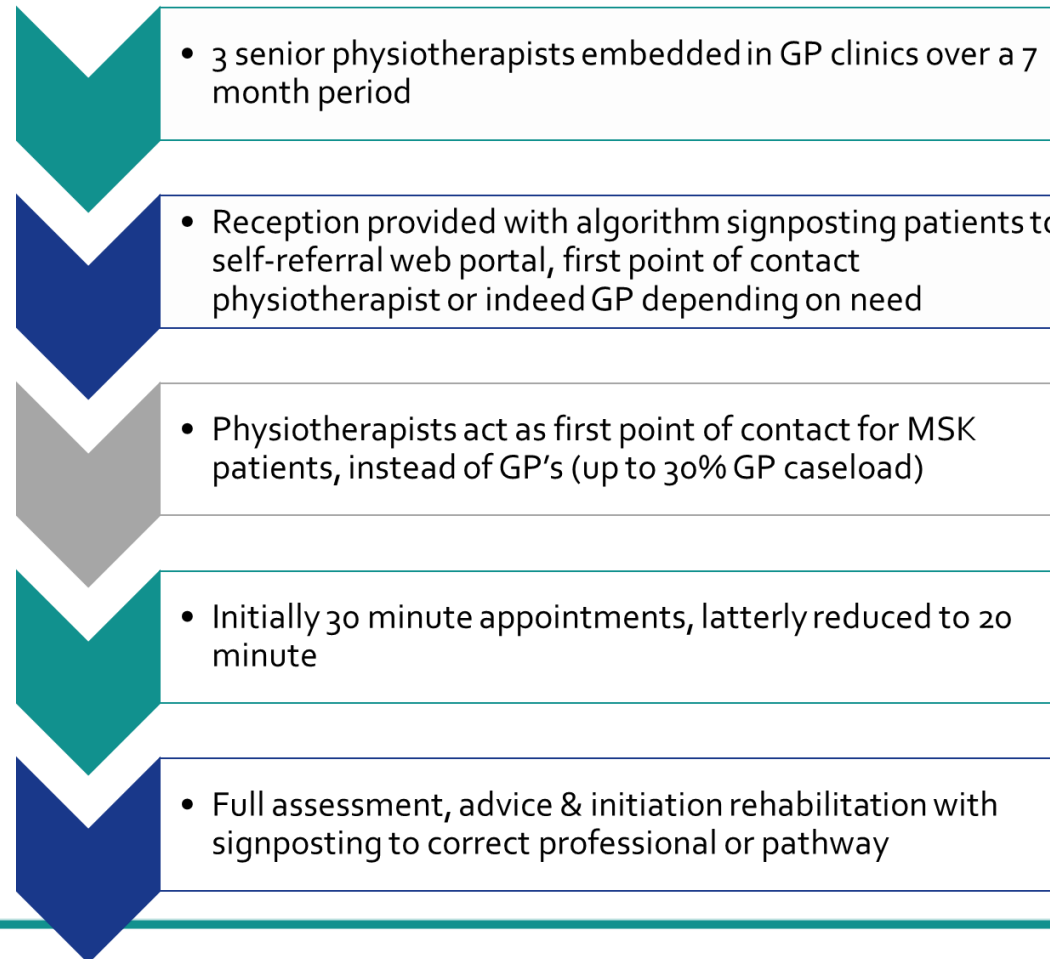 • 3 senior physiotherapists embedded in GP clinics over a 7
month period
• Reception provided with algorithm signposting patients to
self-referral web portal, first point of contact
physiotherapist or indeed GP depending on need
• Physiotherapists act as first point of contact for MSK
patients, instead of GP’s (up to 30% GP caseload)
• Initially 30 minute appointments, latterly reduced to 20
minute
• Full assessment, advice & initiation rehabilitation with
signposting to correct professional or pathway